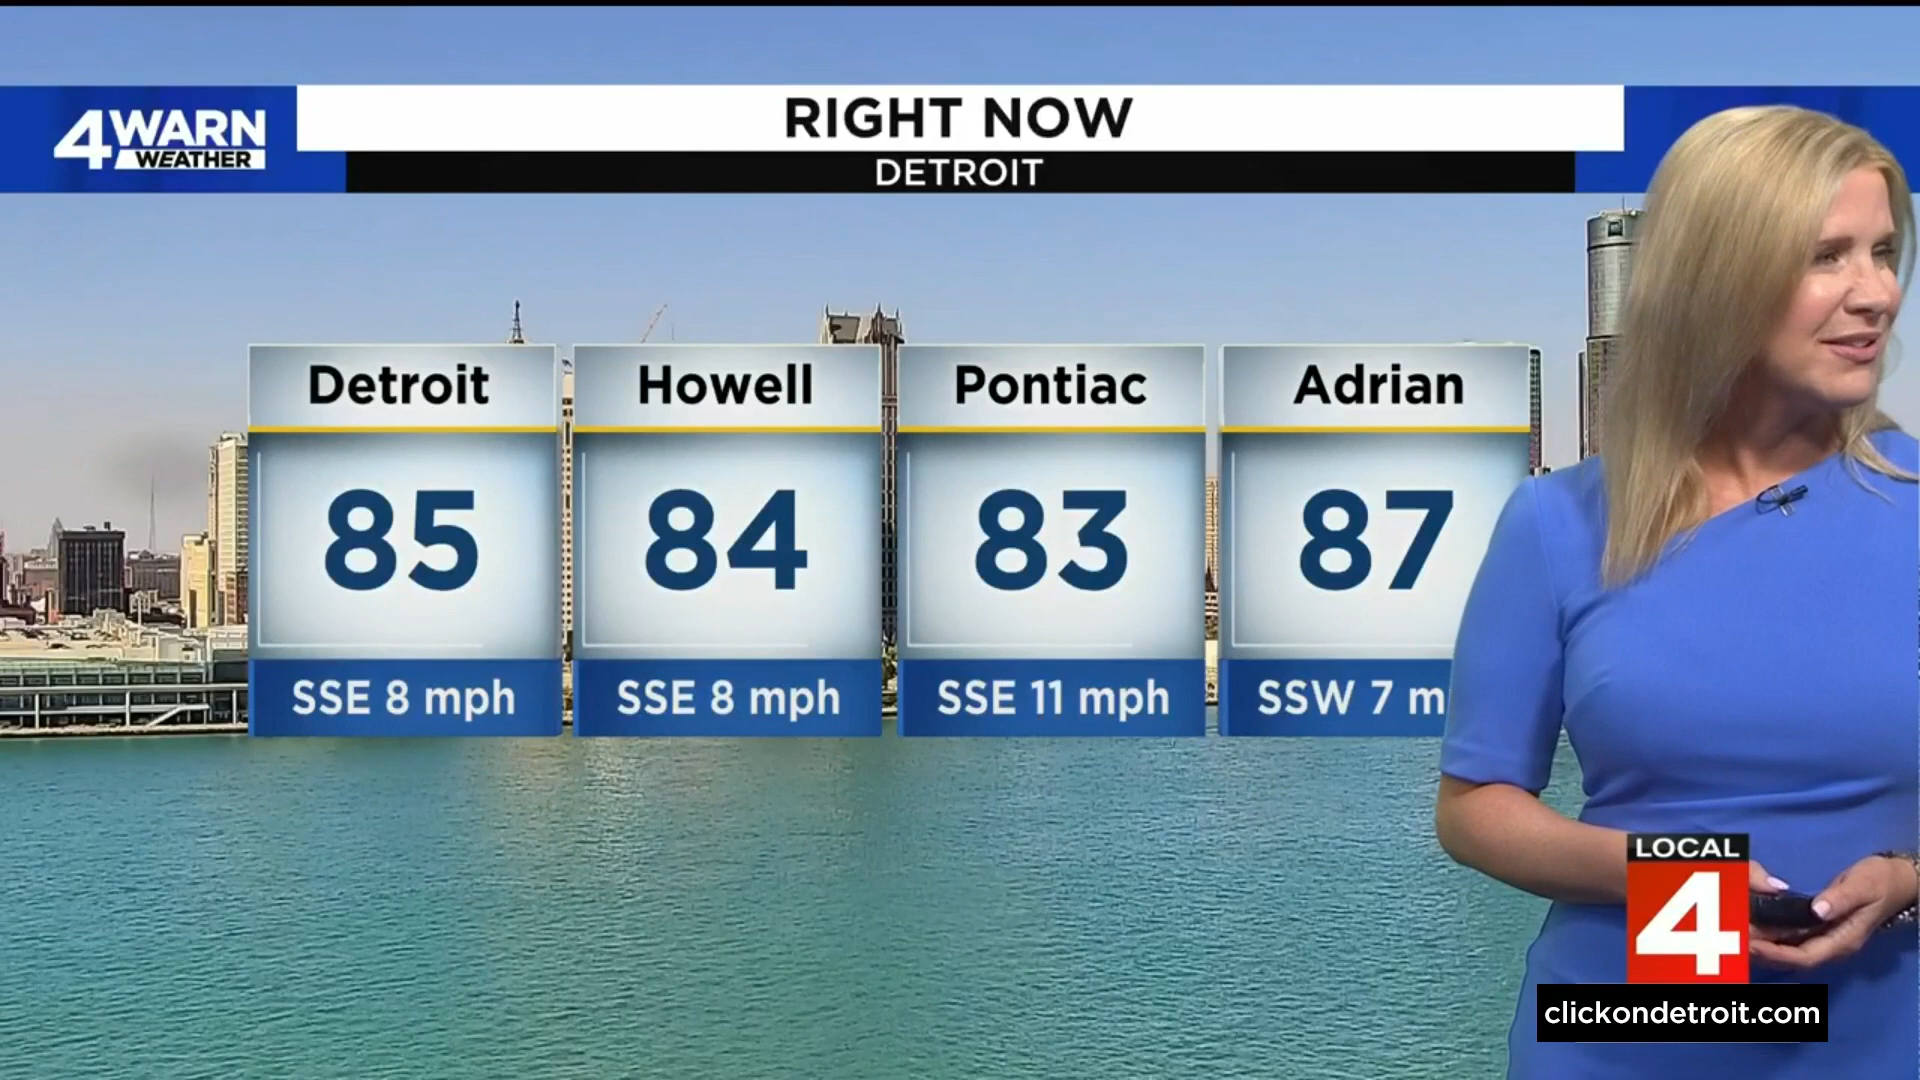 4WARN
WEATHER
RIGHT NOW
DETROIT
Detroit
Howell
Pontiac
Adrian
85
84
83
87
SSE 8 mph
SSE 8 mph
SSE 11 mph
SSW 7 m
LOCAL
4
clickondetroit.com